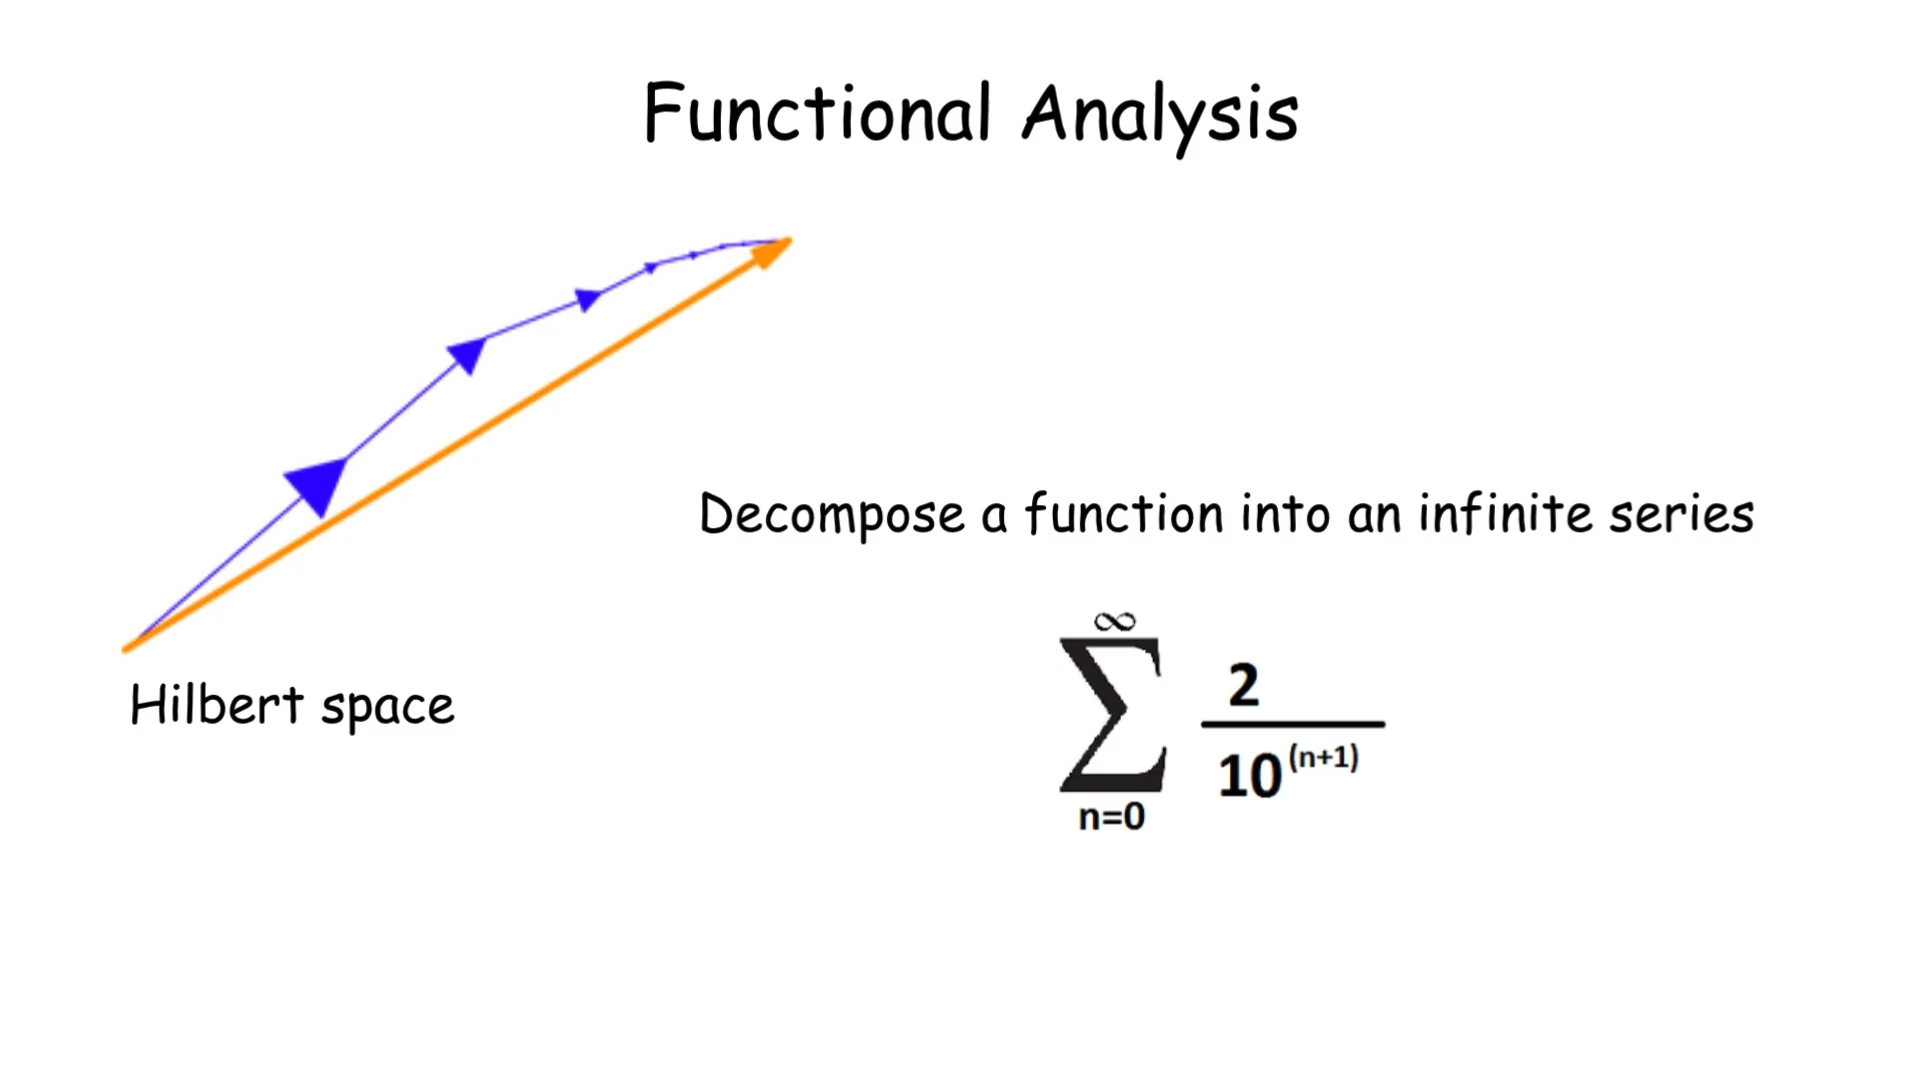 Functional Analysis
Decompose a function into an infinite series
Hilbert space
∞
∑ 2
10^(n+1)
n=0